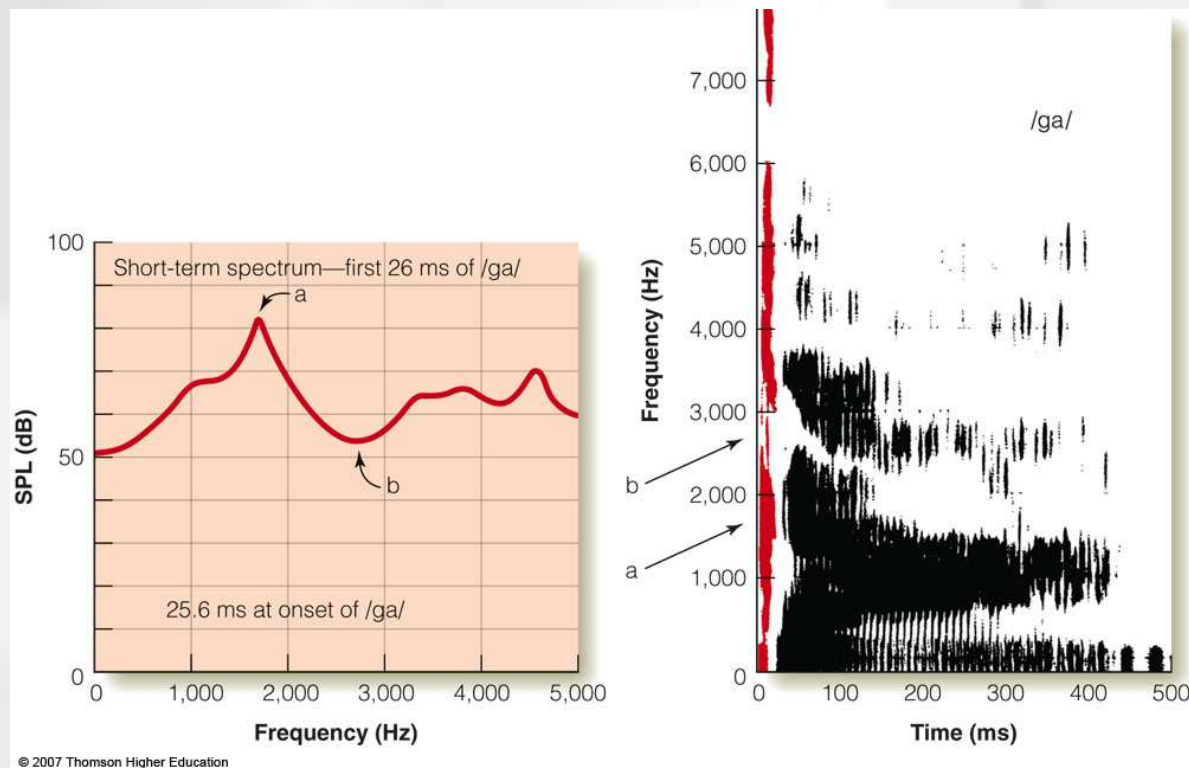 100
Short-term spectrum—first 26 ms of /ga/
a
SPL (dB)
50
b
25.6 ms at onset of /ga/
0
0 1,000 2,000 3,000 4,000 5,000
Frequency (Hz)
7,000
/ga/
6,000
5,000
Frequency (Hz)
4,000
3,000
b
2,000
a
1,000
0
0 100 200 300 400 500
Time (ms)
© 2007 Thomson Higher Education